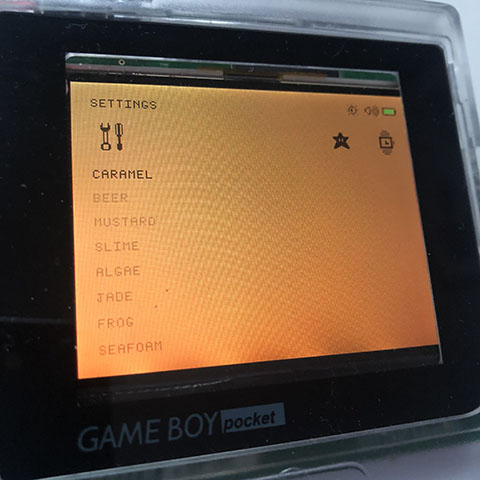 SETTINGS
CARAMEL
BEER
MUSTARD
SLIME
ALGAE
JADE
FROG
SEAFOAM
GAME BOY pocket